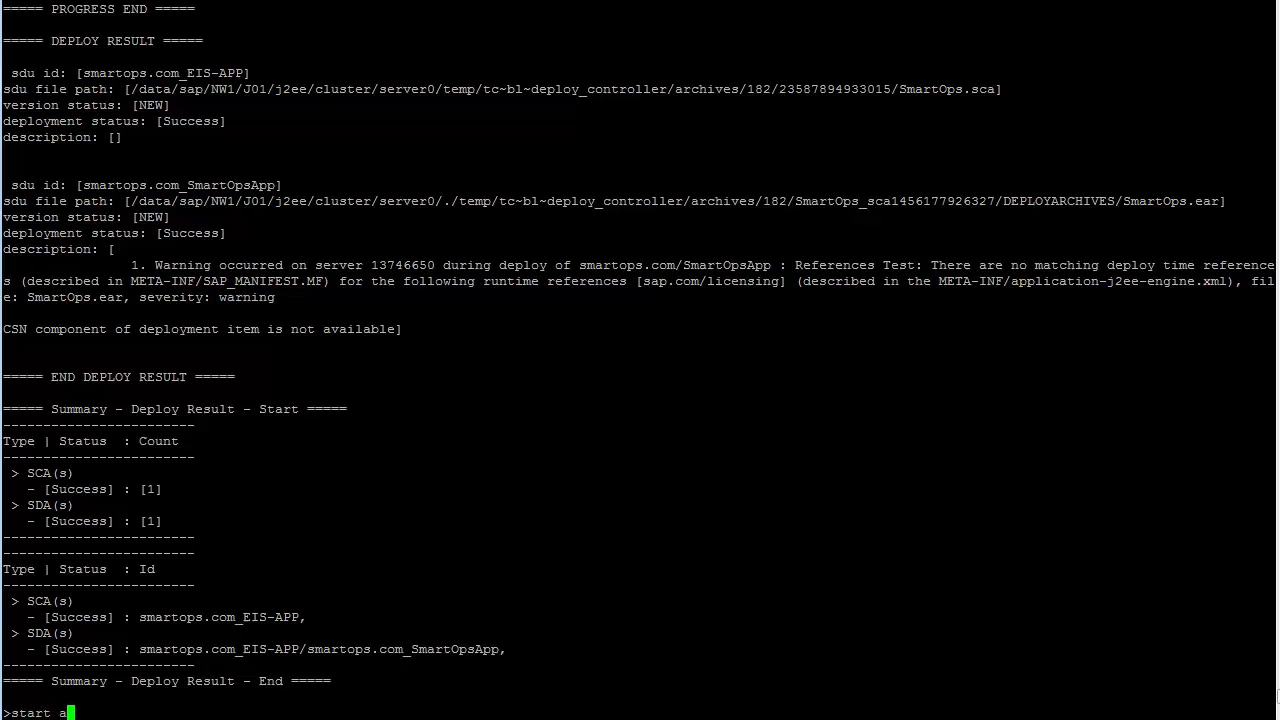 ===== PROGRESS END =====
===== DEPLOY RESULT =====
sdu id: [smartops.com_EIS-APP]
sdu file path: [/data/sap/NW1/J01/j2ee/cluster/server0/temp/tc~bl~deploy_controller/archives/182/23587894933015/SmartOps.sca]
version status: [NEW]
deployment status: [Success]
description: []
sdu id: [smartops.com_SmartOpsApp]
sdu file path: [/data/sap/NW1/J01/j2ee/cluster/server0/./temp/tc~bl~deploy_controller/archives/182/SmartOps_sca1456177926327/DEPLOYARCHIVES/SmartOps.ear]
version status: [NEW]
deployment status: [Success]
description: [
1. Warning occurred on server 13746650 during deploy of smartops.com/SmartOpsApp : References Test: There are no matching deploy time reference
s (described in META-INF/SAP_MANIFEST.MF) for the following runtime references [sap.com/licensing] (described in the META-INF/application-j2ee-engine.xml), fil
e: SmartOps.ear, severity: warning
CSN component of deployment item is not available]
===== END DEPLOY RESULT =====
===== Summary - Deploy Result - Start =====
------------------------
Type | Status  : Count
------------------------
> SCA(s)
- [Success] : [1]
> SDA(s)
- [Success] : [1]
------------------------
------------------------
Type | Status  : Id
------------------------
> SCA(s)
- [Success] : smartops.com_EIS-APP,
> SDA(s)
- [Success] : smartops.com_EIS-APP/smartops.com_SmartOpsApp,
------------------------
===== Summary - Deploy Result - End =====
>start a